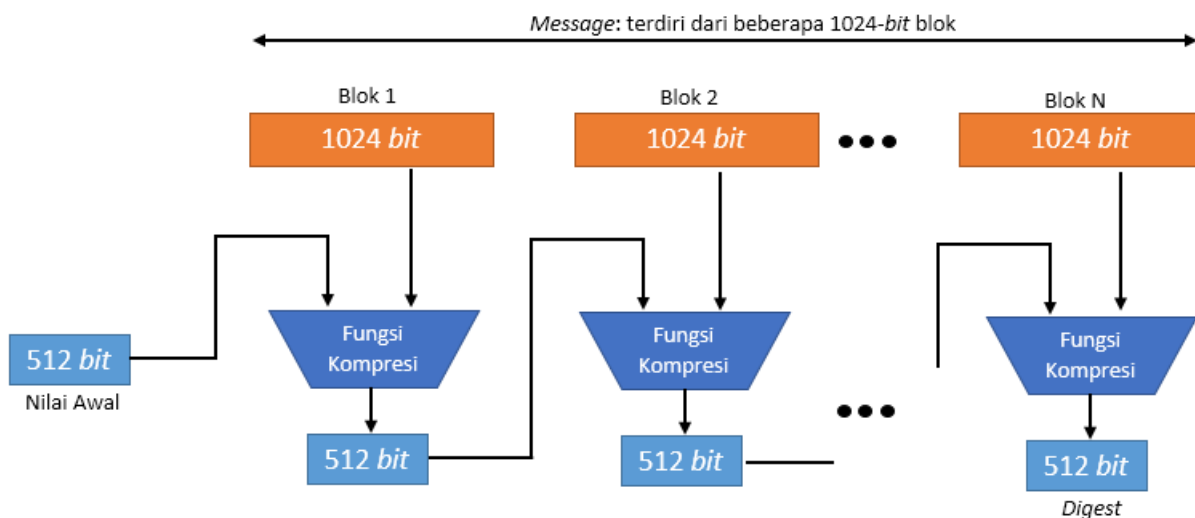 Message: terdiri dari beberapa 1024-bit blok
Blok 1
Blok 2
Blok N
1024 bit
1024 bit
1024 bit
Fungsi
Kompresi
Fungsi
Kompresi
Fungsi
Kompresi
512 bit
Nilai Awal
512 bit
512 bit
512 bit
Digest